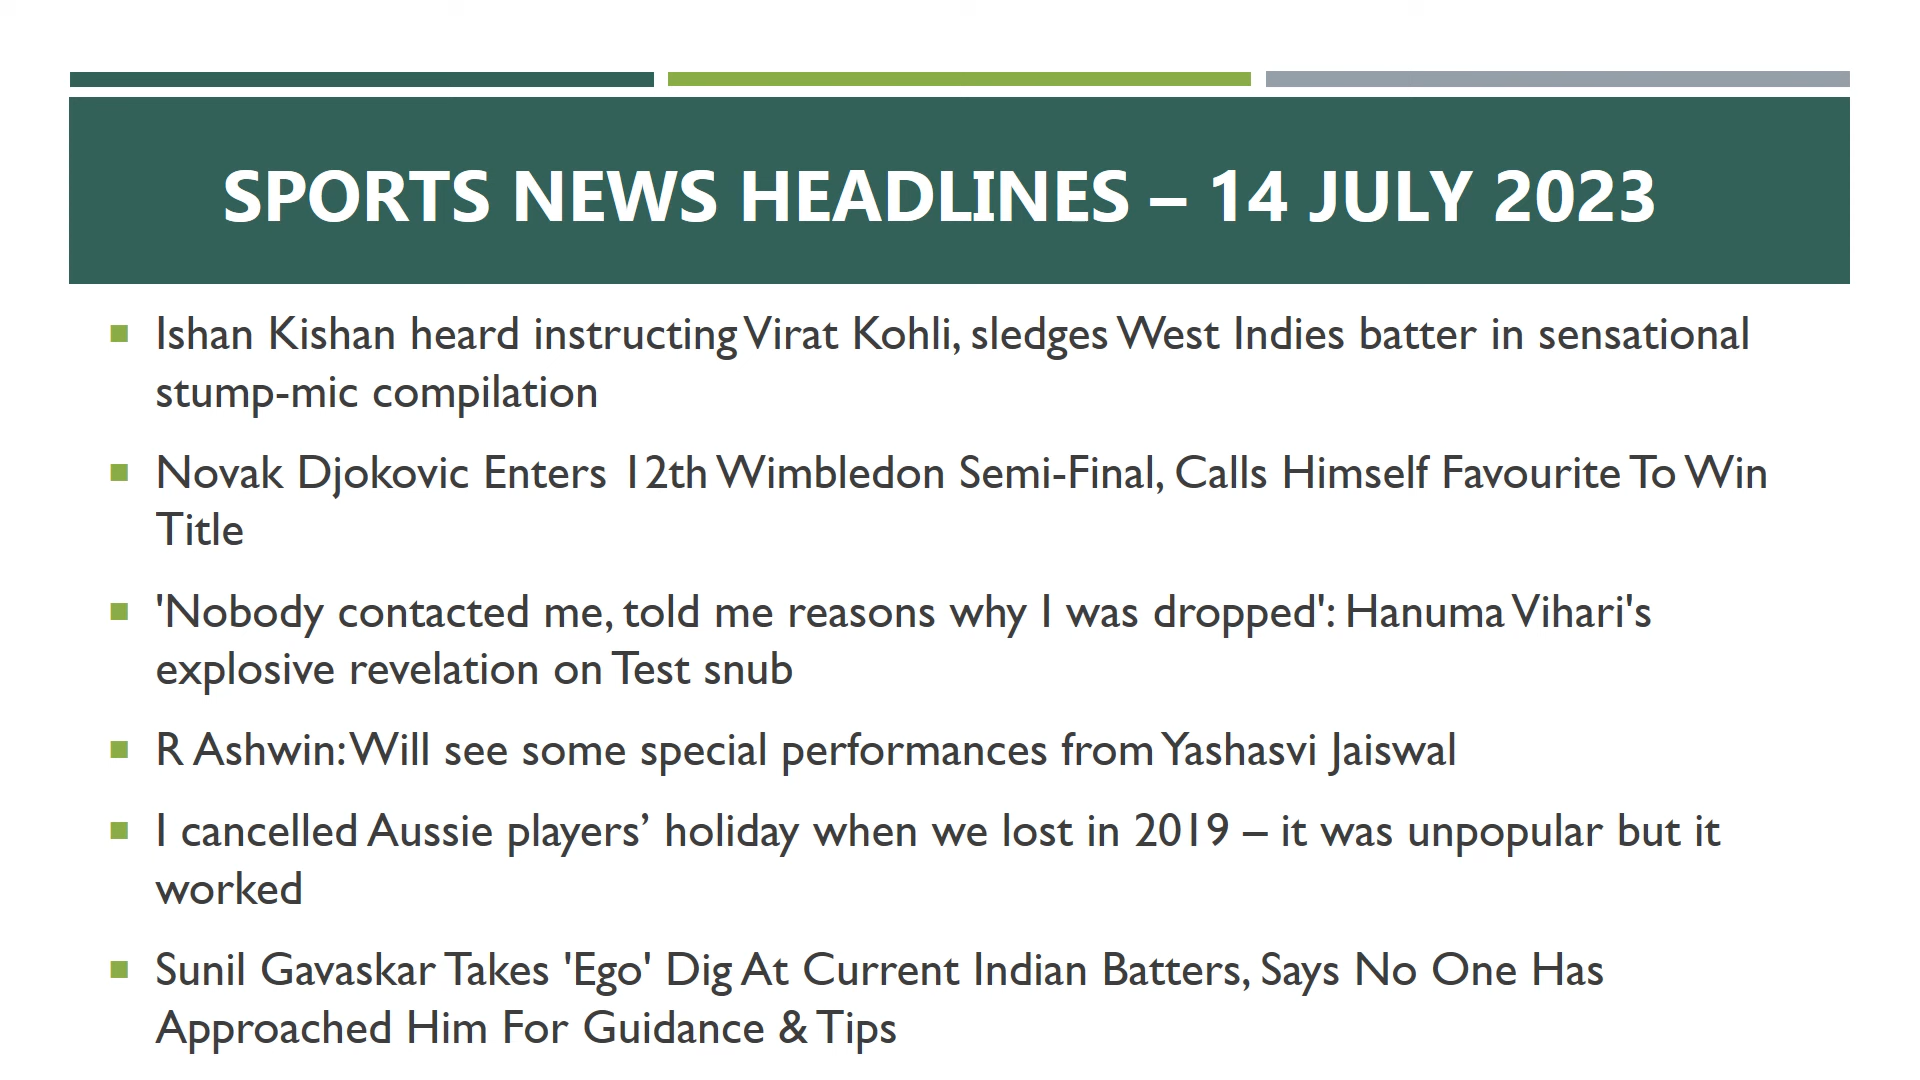 SPORTS NEWS HEADLINES – 14 JULY 2023
Ishan Kishan heard instructing Virat Kohli, sledges West Indies batter in sensational
stump-mic compilation
Novak Djokovic Enters 12th Wimbledon Semi-Final, Calls Himself Favourite To Win
Title
'Nobody contacted me, told me reasons why I was dropped': Hanuma Vihari's
explosive revelation on Test snub
R Ashwin: Will see some special performances from Yashasvi Jaiswal
I cancelled Aussie players’ holiday when we lost in 2019 – it was unpopular but it
worked
Sunil Gavaskar Takes 'Ego' Dig At Current Indian Batters, Says No One Has
Approached Him For Guidance & Tips